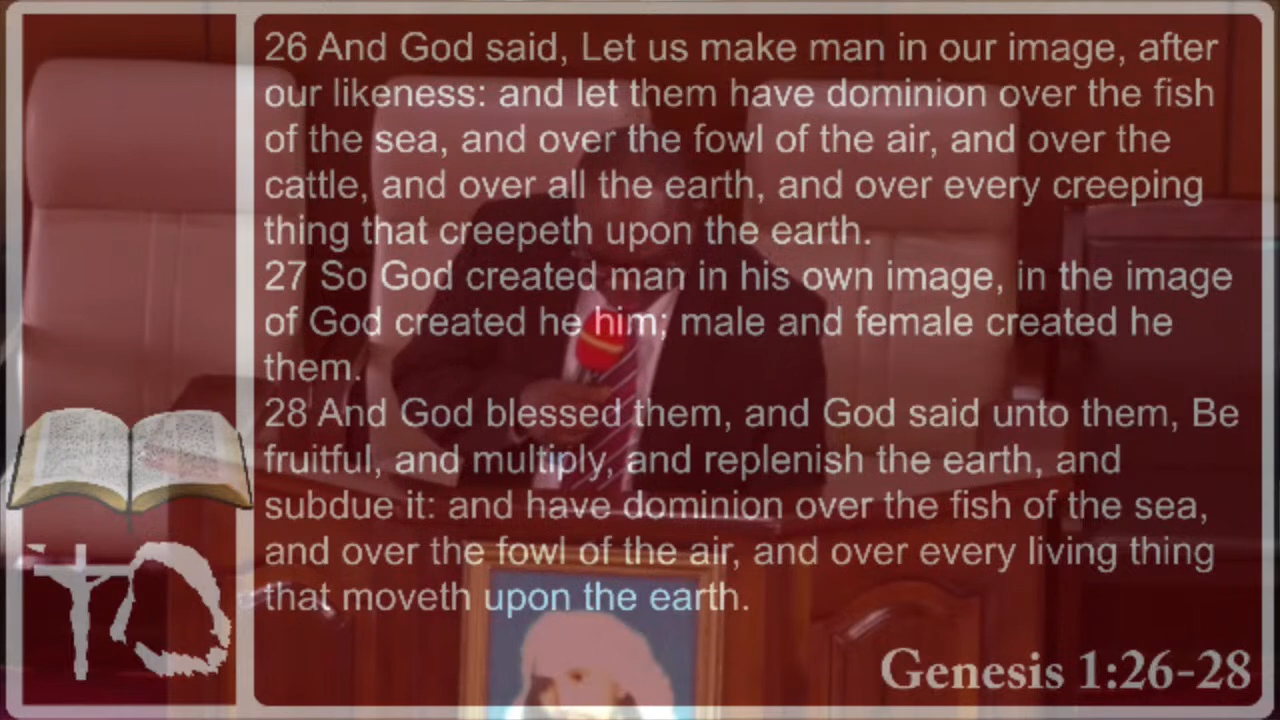 26 And God said, Let us make man in our image, after
our likeness: and let them have dominion over the fish
of the sea, and over the fowl of the air, and over the
cattle, and over all the earth, and over every creeping
thing that creepeth upon the earth.
27 So God created man in his own image, in the image
of God created he him; male and female created he
them.
28 And God blessed them, and God said unto them, Be
fruitful, and multiply, and replenish the earth, and
subdue it: and have dominion over the fish of the sea,
and over the fowl of the air, and over every living thing
that moveth upon the earth.
Genesis 1:26-28